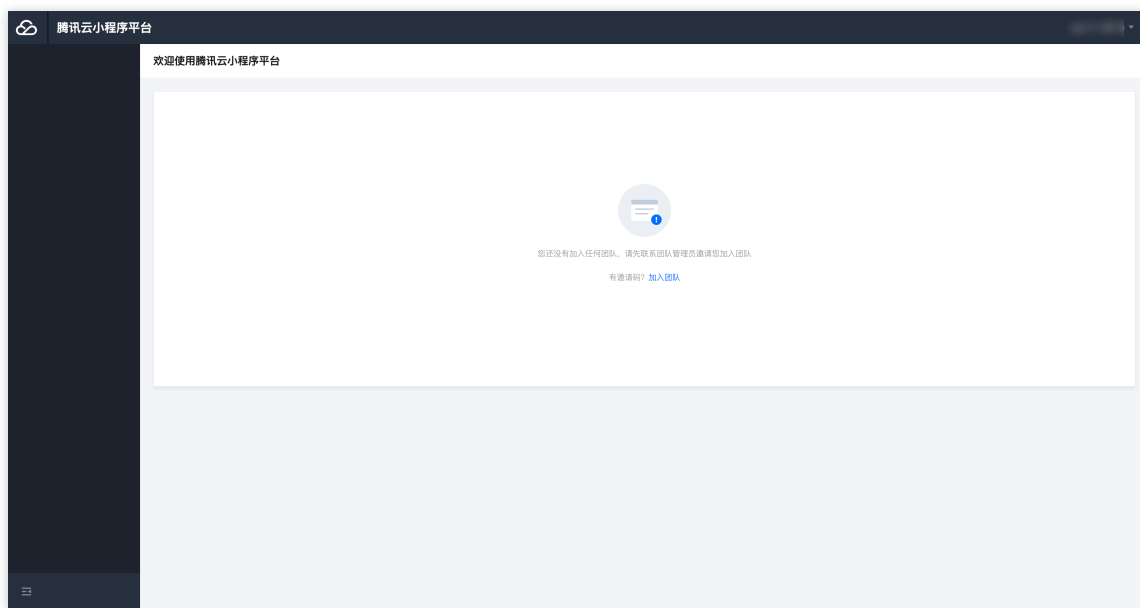 腾讯云小程序平台
欢迎使用腾讯云小程序平台
您还没有加入任何团队，请先联系团队管理员邀请您加入团队
有邀请码？加入团队